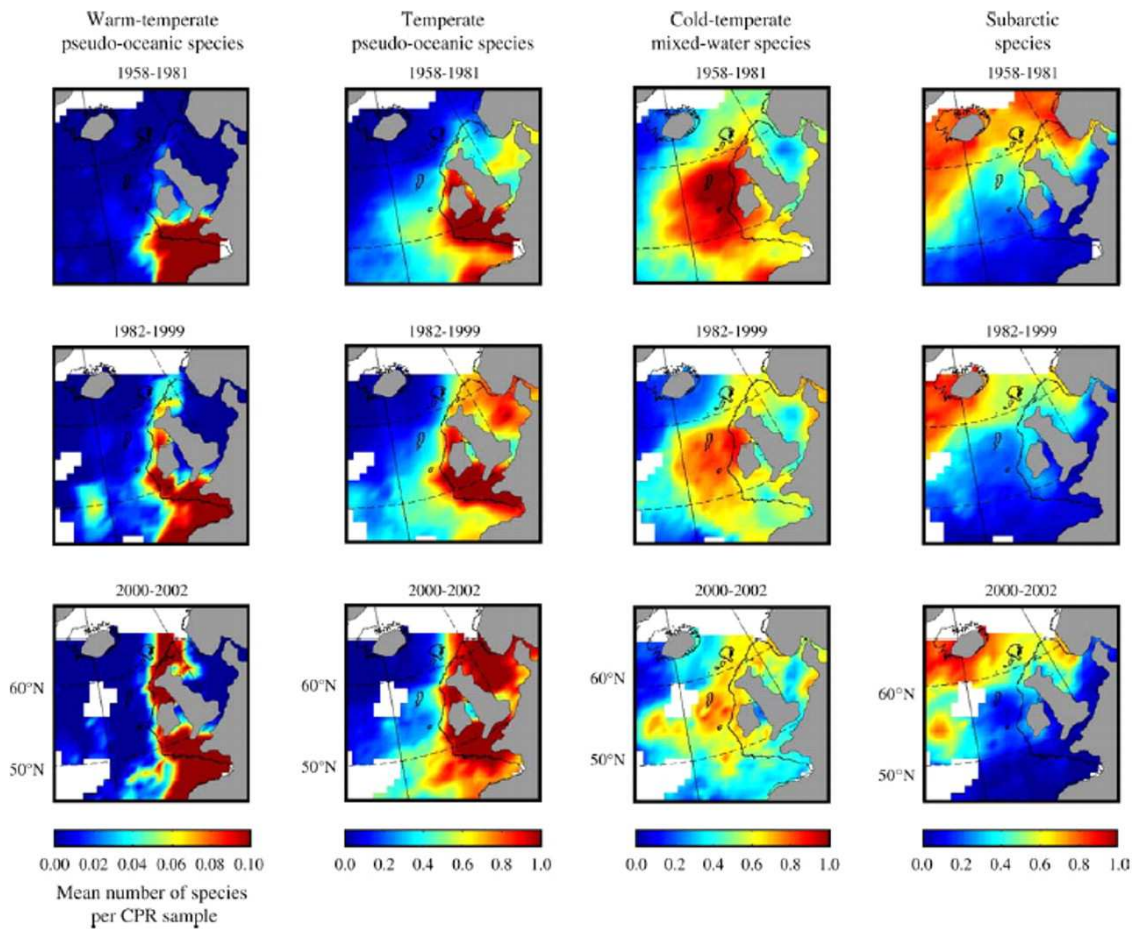 Warm-temperate
pseudo-oceanic species
1958-1981
Temperate
pseudo-oceanic species
1958-1981
Cold-temperate
mixed-water species
1958-1981
Subarctic
species
1958-1981
1982-1999
1982-1999
1982-1999
1982-1999
2000-2002
2000-2002
2000-2002
2000-2002
60°N
60°N
60°N
60°N
50°N
50°N
50°N
50°N
0.00 0.02 0.04 0.06 0.08 0.10
0.0 0.2 0.4 0.6 0.8 1.0
0.0 0.2 0.4 0.6 0.8 1.0
0.0 0.2 0.4 0.6 0.8 1.0
Mean number of species
per CPR sample